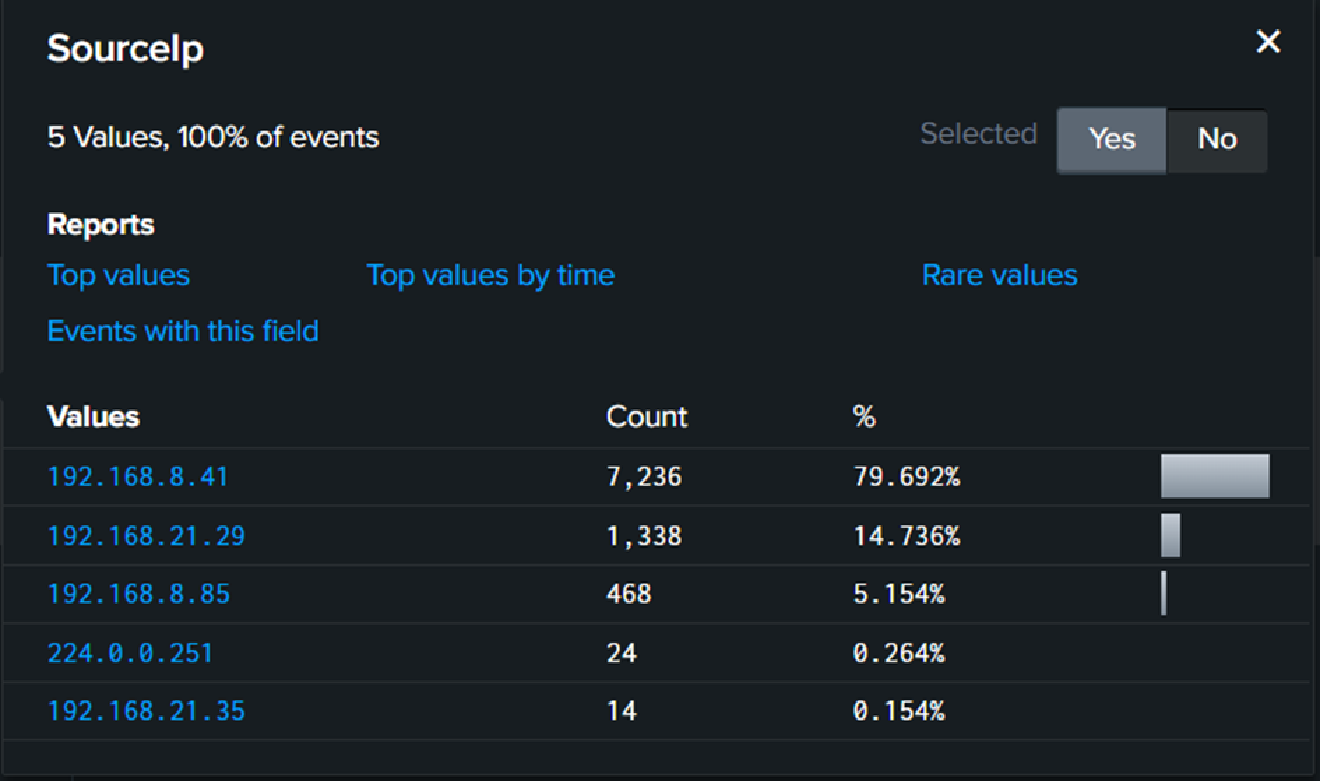 SourceIp
5 Values, 100% of events
Selected Yes No
Reports
Top values Top values by time Rare values
Events with this field
Values Count %
192.168.8.41 7,236 79.692%
192.168.21.29 1,338 14.736%
192.168.8.85 468 5.154%
224.0.0.251 24 0.264%
192.168.21.35 14 0.154%